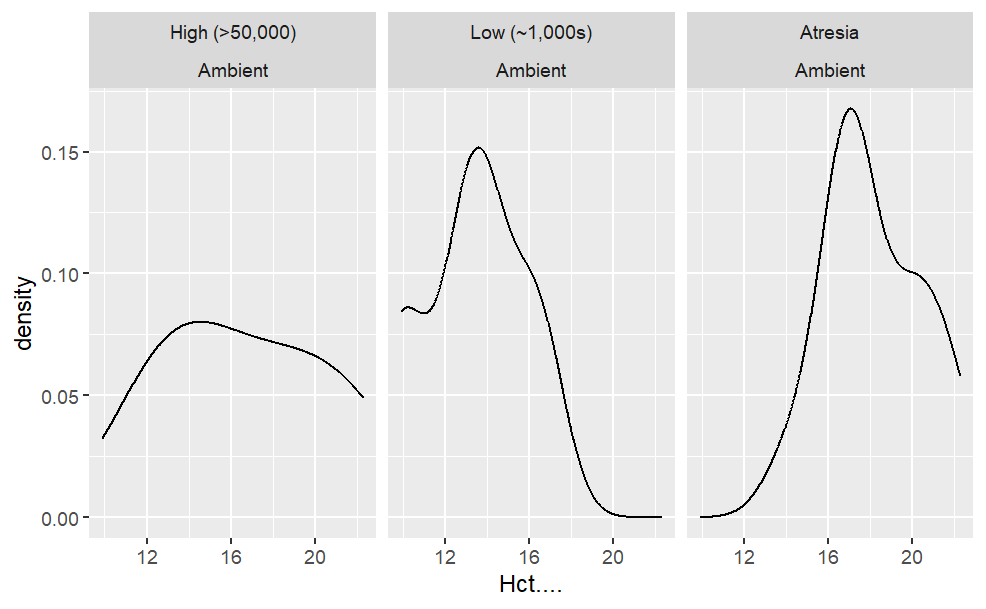 High (>50,000)
Ambient
Low (~1,000s)
Ambient
Atresia
Ambient
density
0.15
0.10
0.05
0.00
12 16 20
12 16 20
12 16 20
Hct....